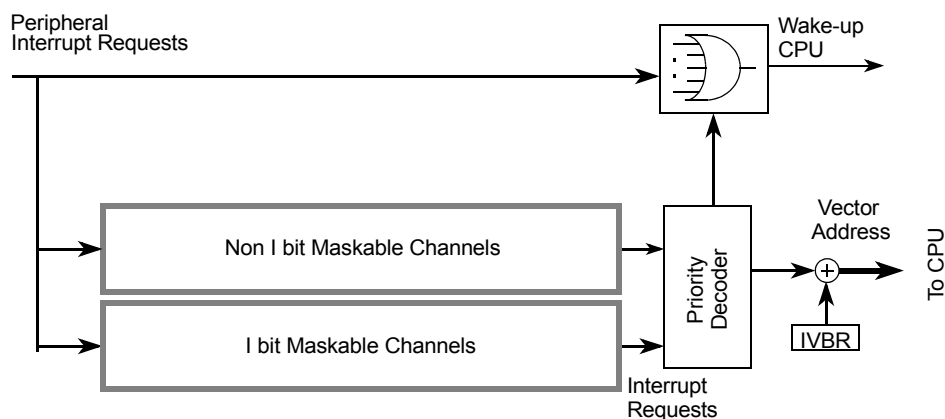 Peripheral
Interrupt Requests
Wake-up
CPU
Non I bit Maskable Channels
I bit Maskable Channels
Priority
Decoder
Interrupt
Requests
Vector
Address
IVBR
To CPU